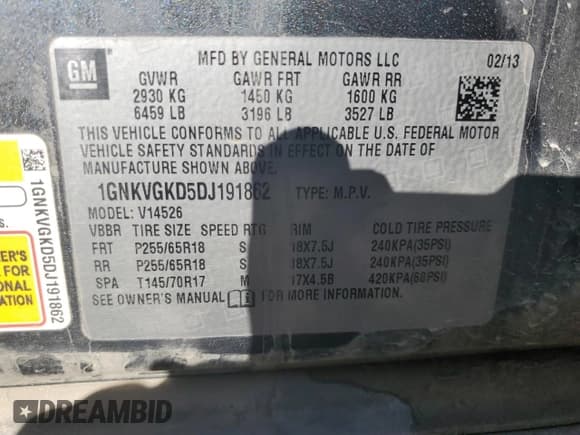 GM
MFD BY GENERAL MOTORS LLC 02/13
GVWR GAWR FRT GAWR RR
2930 KG 1450 KG 1600 KG
6459 LB 3196 LB 3527 LB
THIS VEHICLE CONFORMS TO ALL APPLICABLE U.S. FEDERAL MOTOR
VEHICLE SAFETY STANDARDS IN EFFECT ON THE DATE OF
MANUFACTURE SHOWN ABOVE.
1GNKVGKD5DJ191862 TYPE: M.P.V.
MODEL: V14526
VBBR TIRE SIZE SPEED RTG RIM COLD TIRE PRESSURE
FRT P255/65R18 S 18X7.5J 240KPA(35PSI)
RR P255/65R18 S 18X7.5J 240KPA(35PSI)
SPA T145/70R17 M 17X4.5B 420KPA(60PSI)
SEE OWNER'S MANUAL FOR MORE INFORMATION.
1GNKVGKD5DJ191862
E FOR
TIONAL
DREAMBID